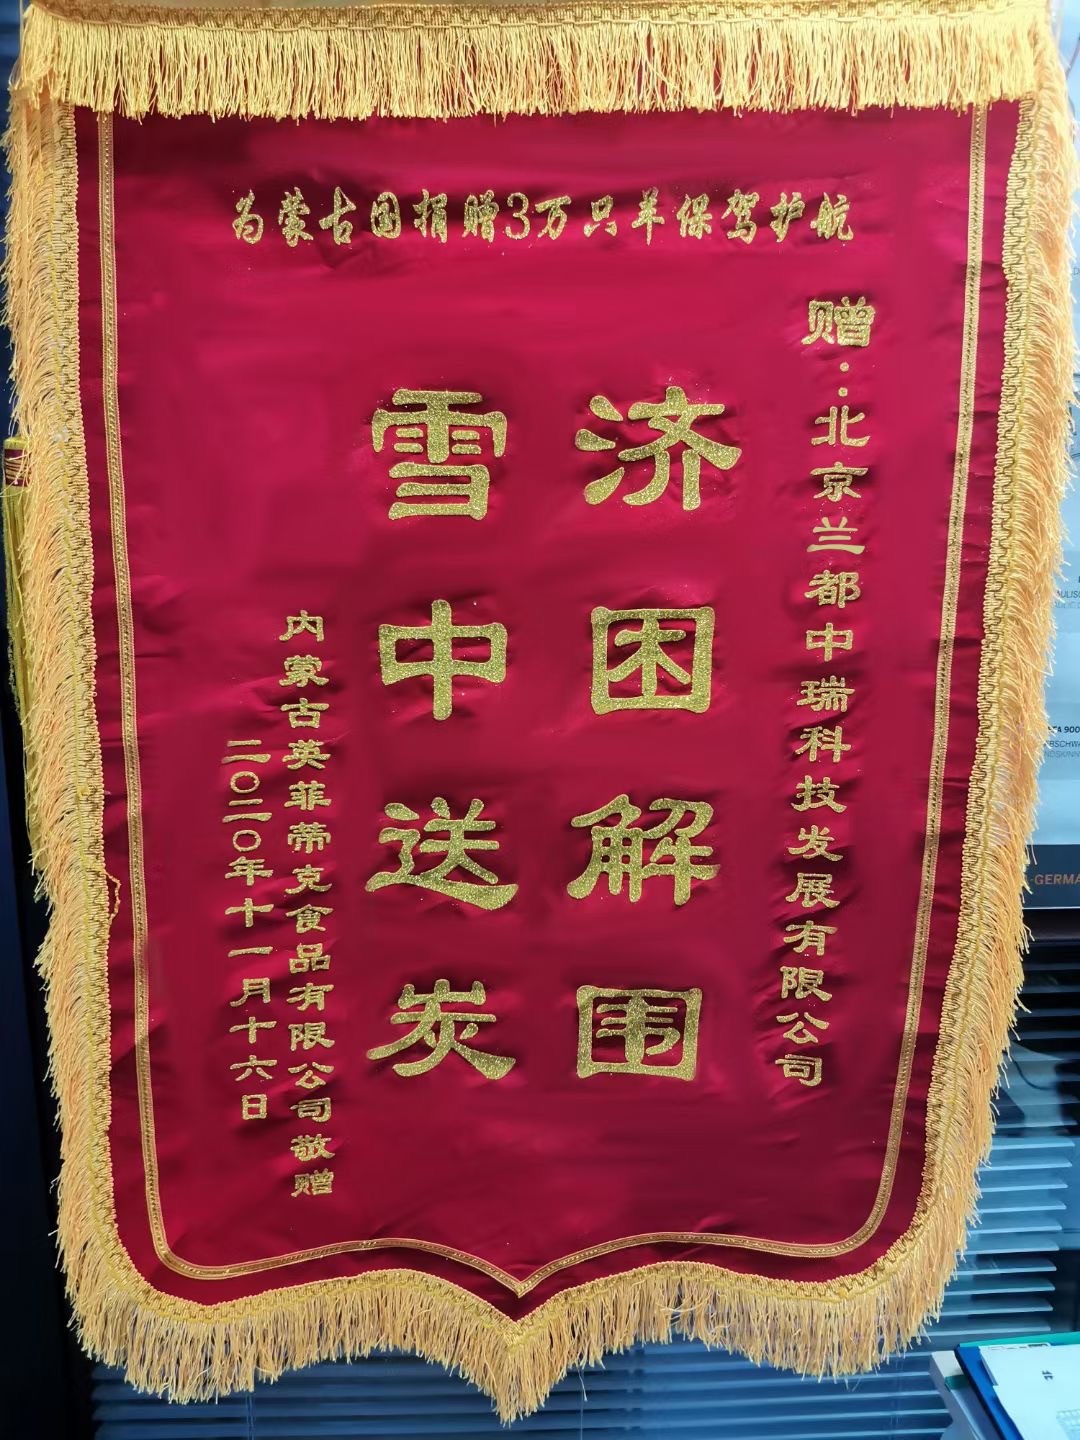 为蒙古国捐赠3万只羊保驾护航
赠：北京兰都中瑞科技发展有限公司
济困解围
雪中送炭
内蒙古英菲蒂克食品有限公司敬赠
二〇二〇年十一月十六日
-GERMA